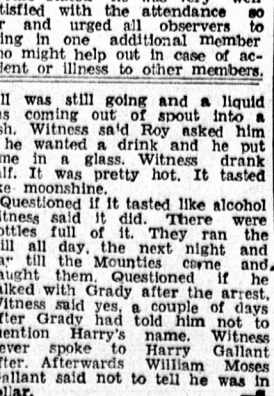 tisfied with the attendance so
r and urged all observers to
ing in one additional member
ho might help out in case of ac-
dent or illness to other members.
ll was still going and a liquid
as coming out of spout into a
sh. Witness sa'd Roy asked him
he wanted a drink and he put
me in a glass. Witness drank
alf. It was pretty hot. It tasted
ke moonshine.
Questioned if it tasted like alcohol
itness said it did. There were
ottles full of it. They ran the
till all day, the next night and
ar till the Mounties came and
aught them. Questioned if he
alked with Grady after the arrest.
Witness said yes, a couple of days
fter Grady had told him not to
ention Harry's name. Witness
ever spoke to Harry Gallant
fter. Afterwards William Moses
allant said not to tell he was in
llar.